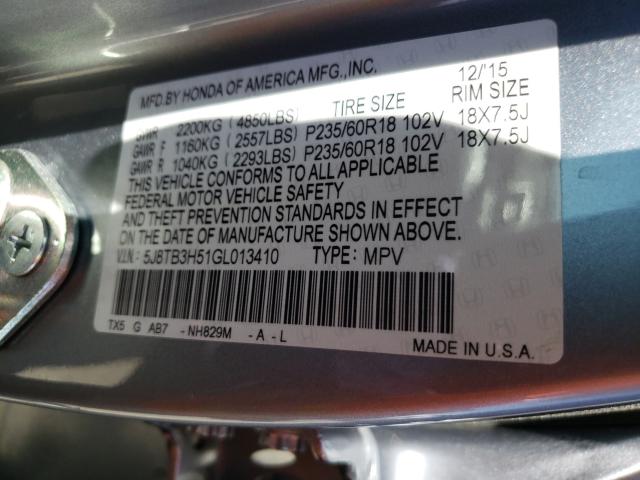 MFD.BY HONDA OF AMERICA MFG.,INC. 12/'15
GVWR 2200KG ( 4850LBS) TIRE SIZE RIM SIZE
GAWR F 1160KG ( 2557LBS) P235/60R18 102V 18X7.5J
GAWR R 1040KG ( 2293LBS) P235/60R18 102V 18X7.5J
THIS VEHICLE CONFORMS TO ALL APPLICABLE
FEDERAL MOTOR VEHICLE SAFETY
AND THEFT PREVENTION STANDARDS IN EFFECT
ON THE DATE OF MANUFACTURE SHOWN ABOVE.
V.I.N: 5J8TB3H51GL013410 TYPE: MPV
TX5 G AB7 -NH829M -A -L
MADE IN U.S.A.